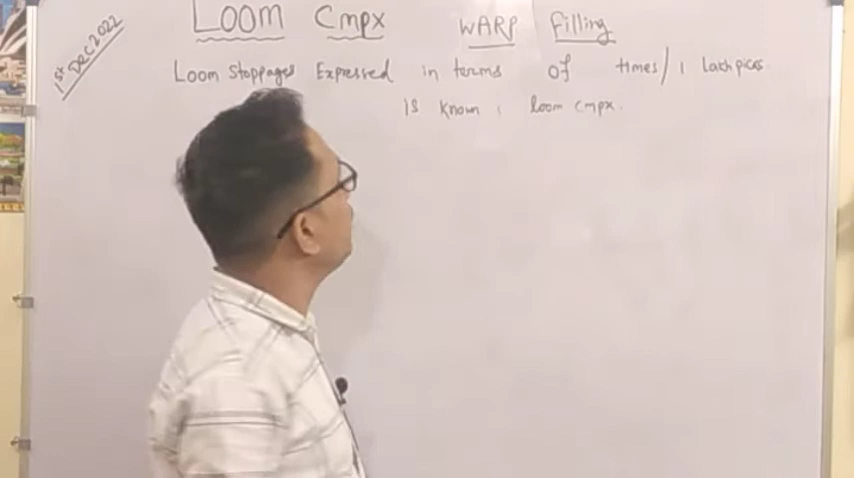 1st DEC 2022
LOOM Cmpx WARP Filling
Loom Stoppages Expressed in terms of times/1 Lach picks
is known : loom cmpx.